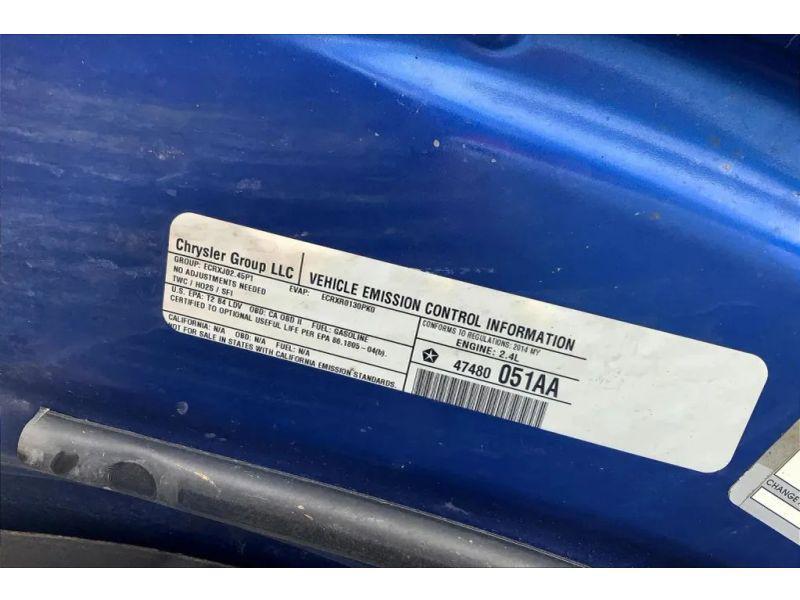 Chrysler Group LLC
VEHICLE EMISSION CONTROL INFORMATION
GROUP: ECRXJ02.45P1
EVAP: ECRXR0130PK0
NO ADJUSTMENTS NEEDED
TWC / HO2S / SFI
CONFORMS TO REGULATIONS: 2014 MY
U.S. EPA: T2 B4 LDV OBD: CA OBD II FUEL: GASOLINE
CERTIFIED TO OPTIONAL USEFUL LIFE PER EPA 86.1805-04(b).
ENGINE: 2.4L
CALIFORNIA: N/A OBD: N/A FUEL: N/A
NOT FOR SALE IN STATES WITH CALIFORNIA EMISSION STANDARDS.
47480 051AA
CHANGE